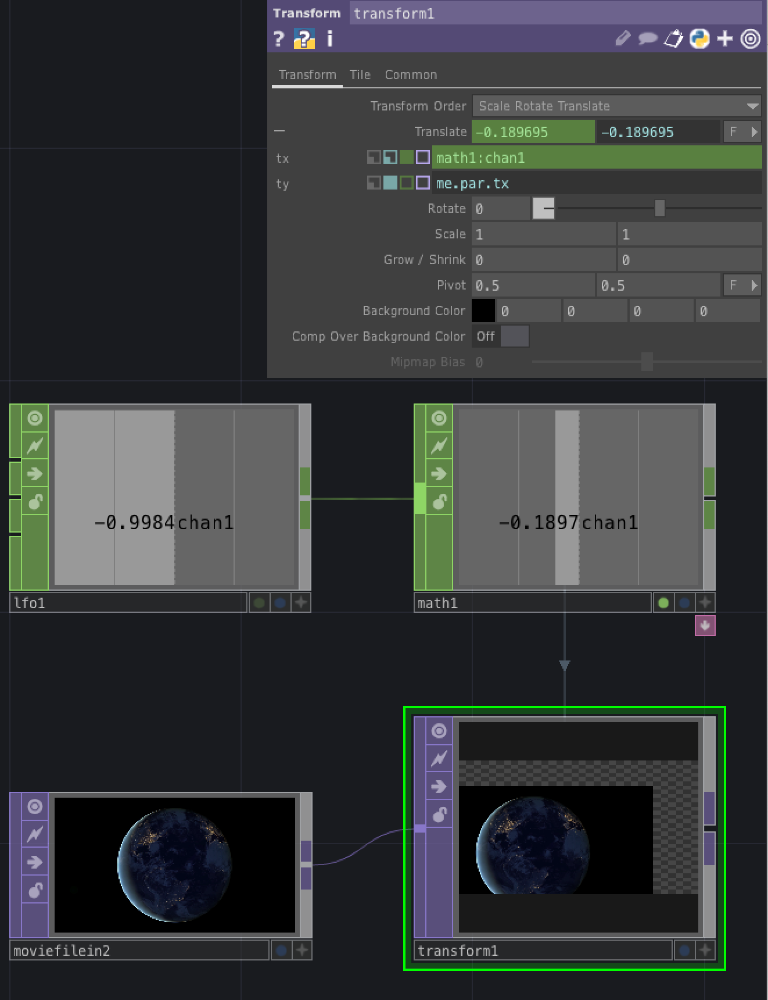 Transform transform1
? ? i
Transform Tile Common
Transform Order Scale Rotate Translate
Translate -0.189695 -0.189695 F
tx math1:chan1
ty me.par.tx
Rotate 0
Scale 1 1
Grow / Shrink 0 0
Pivot 0.5 0.5 F
Background Color 0 0 0 0
Comp Over Background Color Off
Mipmap Bias 0
-0.9984 chan1
-0.1897 chan1
lfo1
math1
moviefilein2
transform1